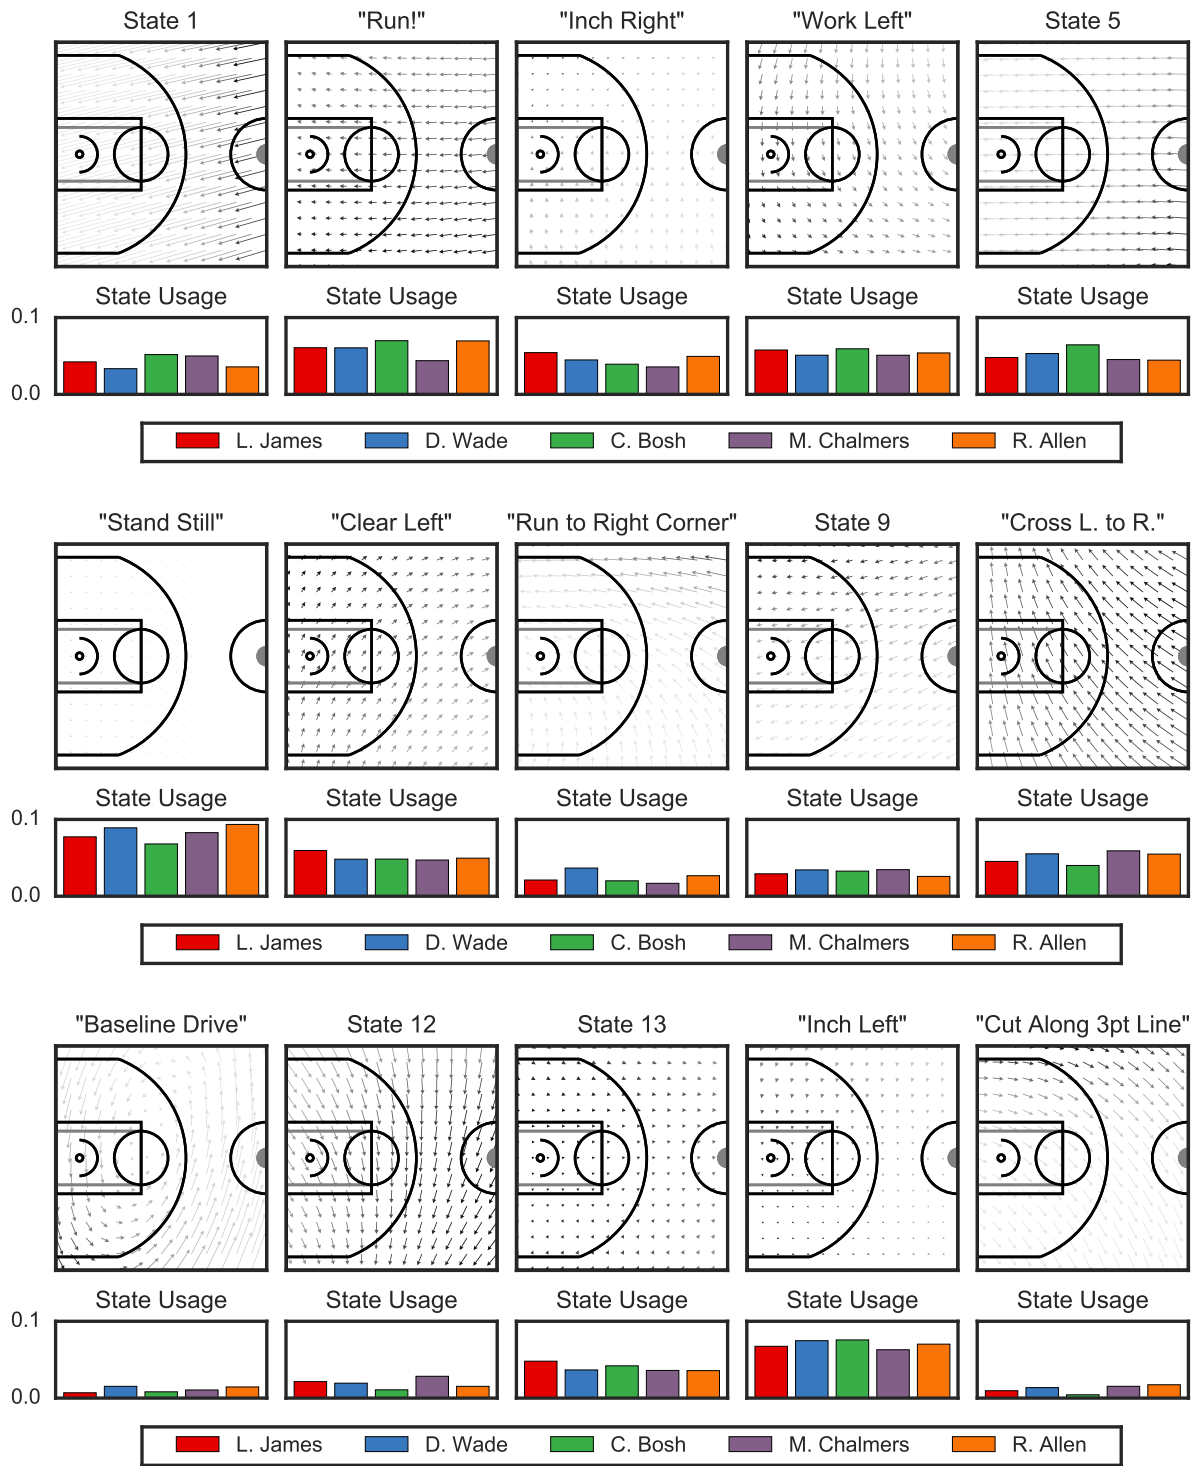 State 1 "Run!" "Inch Right" "Work Left" State 5
State Usage State Usage State Usage State Usage State Usage
0.1
0.0
L. James D. Wade C. Bosh M. Chalmers R. Allen
"Stand Still" "Clear Left" "Run to Right Corner" State 9 "Cross L. to R."
State Usage State Usage State Usage State Usage State Usage
0.1
0.0
L. James D. Wade C. Bosh M. Chalmers R. Allen
"Baseline Drive" State 12 State 13 "Inch Left" "Cut Along 3pt Line"
State Usage State Usage State Usage State Usage State Usage
0.1
0.0
L. James D. Wade C. Bosh M. Chalmers R. Allen